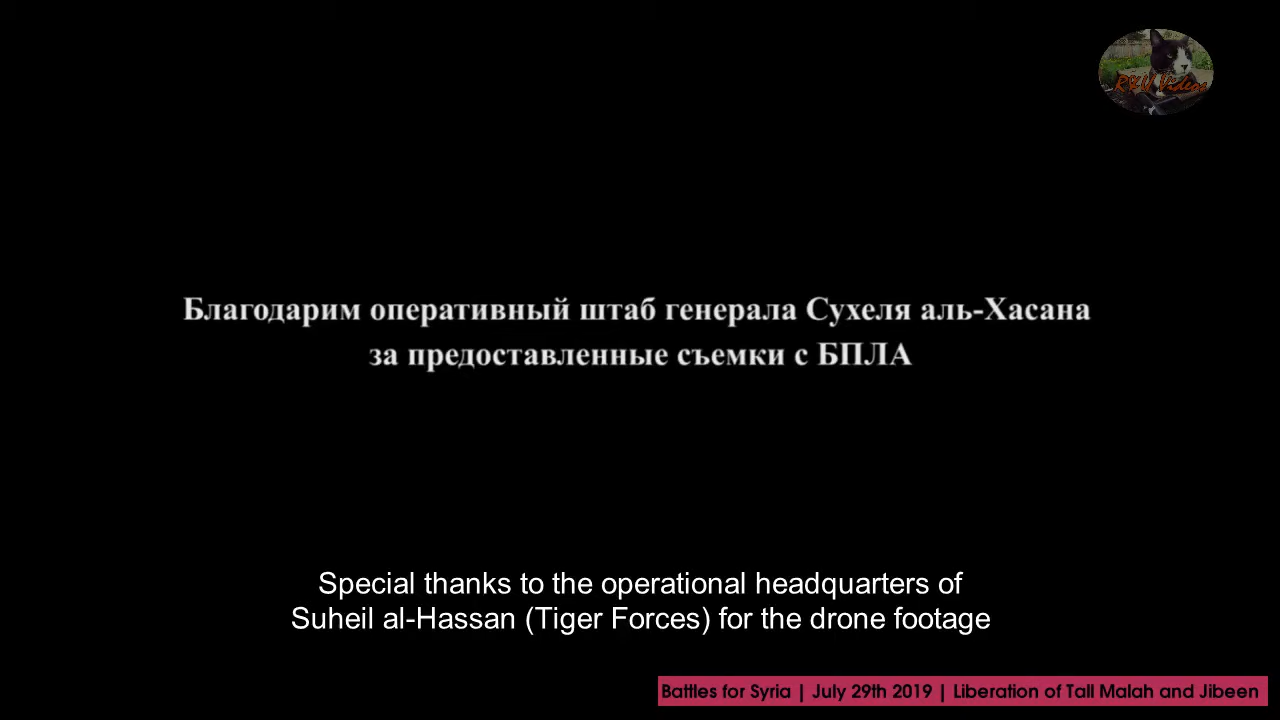 R&U Videos
Благодарим оперативный штаб генерала Сухеля аль-Хасана
за предоставленные съемки с БПЛА
Special thanks to the operational headquarters of
Suheil al-Hassan (Tiger Forces) for the drone footage
Battles for Syria | July 29th 2019 | Liberation of Tall Malah and Jibeen